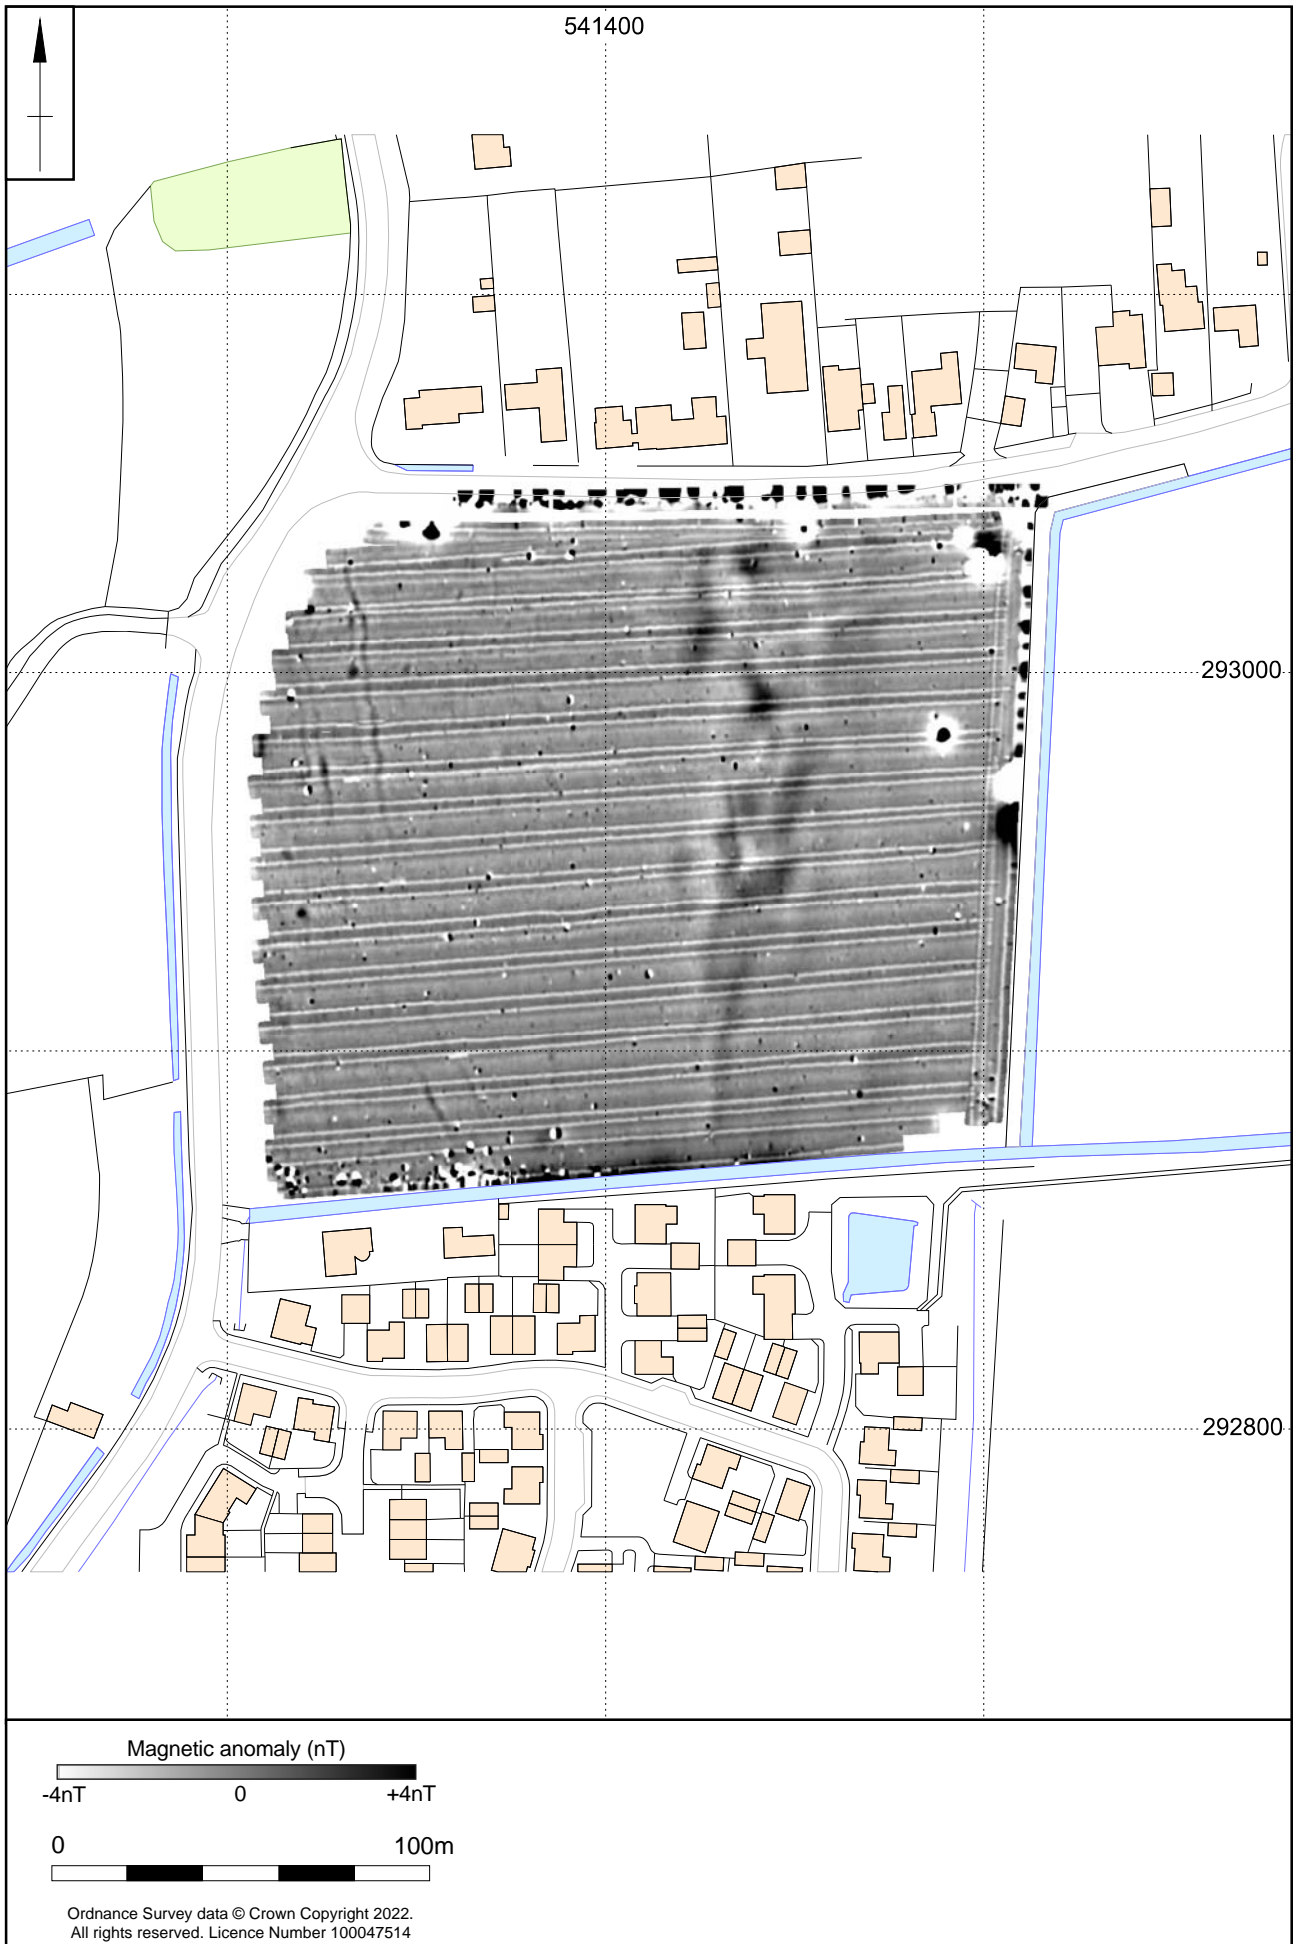 541400
293000
292800
Magnetic anomaly (nT)
-4nT 0 +4nT
0 100m
Ordnance Survey data © Crown Copyright 2022.
All rights reserved. Licence Number 100047514